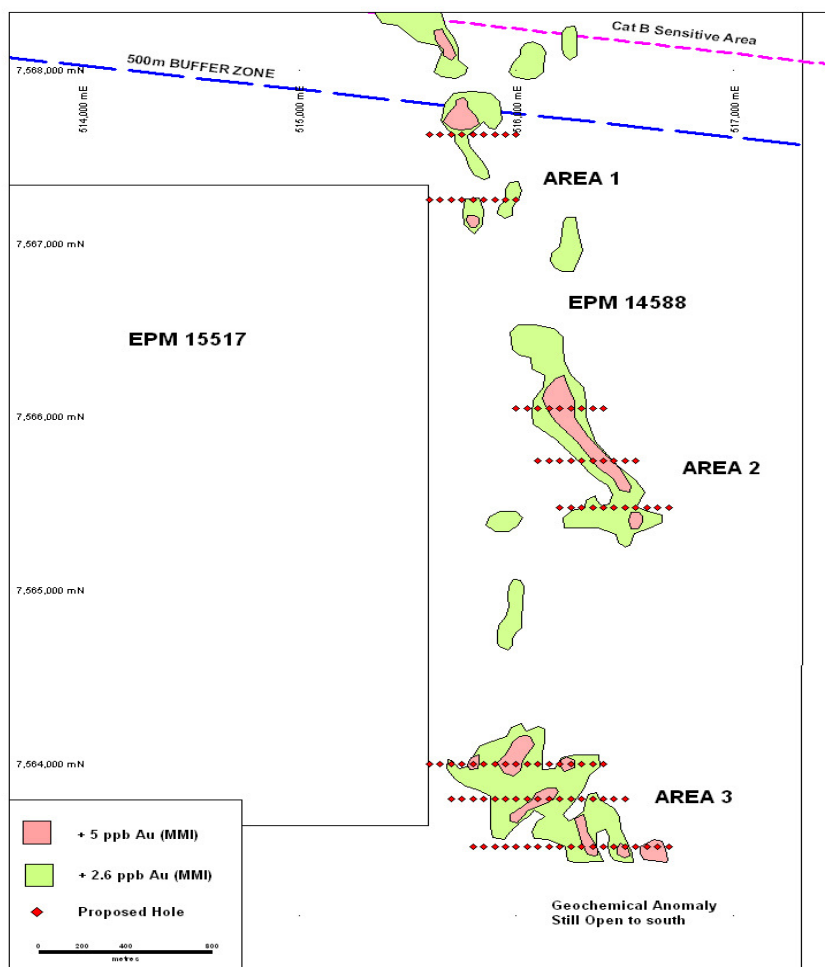 Cat B Sensitive Area
500m BUFFER ZONE
7,568,000 mN
514,000 mE
515,000 mE
516,000 mE
517,000 mE
AREA 1
7,567,000 mN
EPM 14588
EPM 15517
7,566,000 mN
AREA 2
7,565,000 mN
7,564,000 mN
AREA 3
+ 5 ppb Au (MMI)
+ 2.6 ppb Au (MMI)
Proposed Hole
Geochemical Anomaly
Still Open to south
0 200 400 800
metres